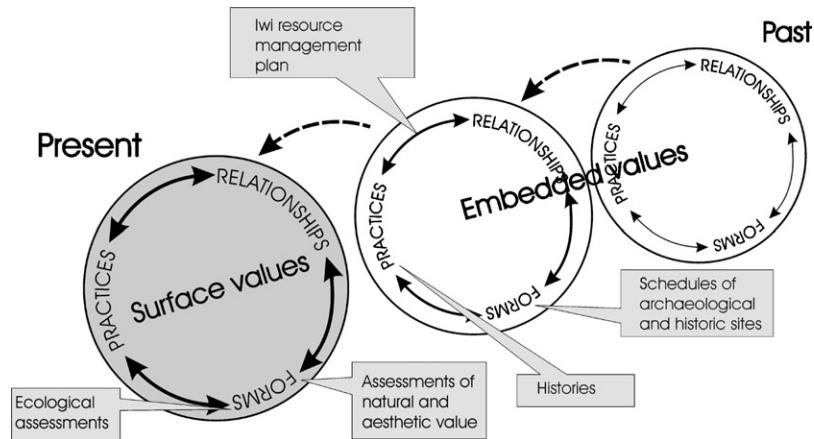 Iwi resource
management
plan
Past
Present
RELATIONSHIPS
PRACTICES
FORMS
Embedded values
RELATIONSHIPS
PRACTICES
FORMS
RELATIONSHIPS
PRACTICES
FORMS
Surface values
Schedules of
archaeological
and historic sites
Histories
Assessments of
natural and
aesthetic value
Ecological
assessments